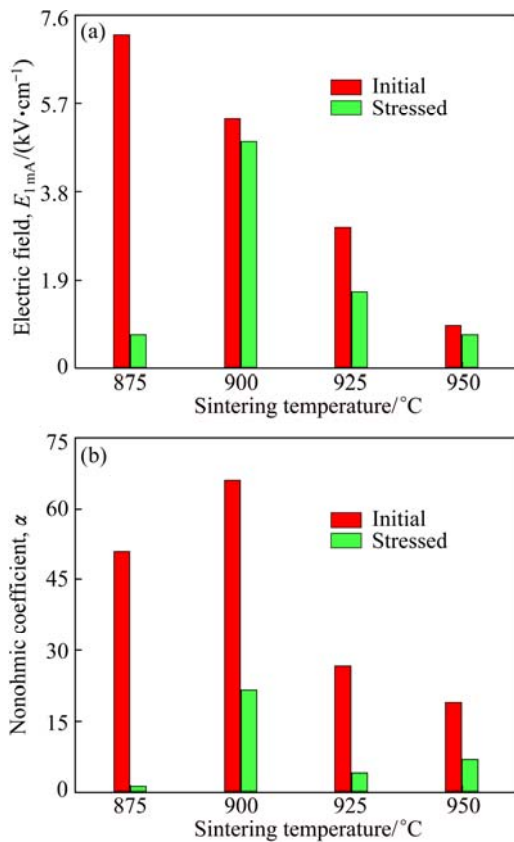 (a)
7.6
5.7
3.8
1.9
0
Electric field, E1 mA/(kV•cm−1)
Initial
Stressed
875 900 925 950
Sintering temperature/°C
(b)
75
60
45
30
15
0
Nonohmic coefficient, α
Initial
Stressed
875 900 925 950
Sintering temperature/°C